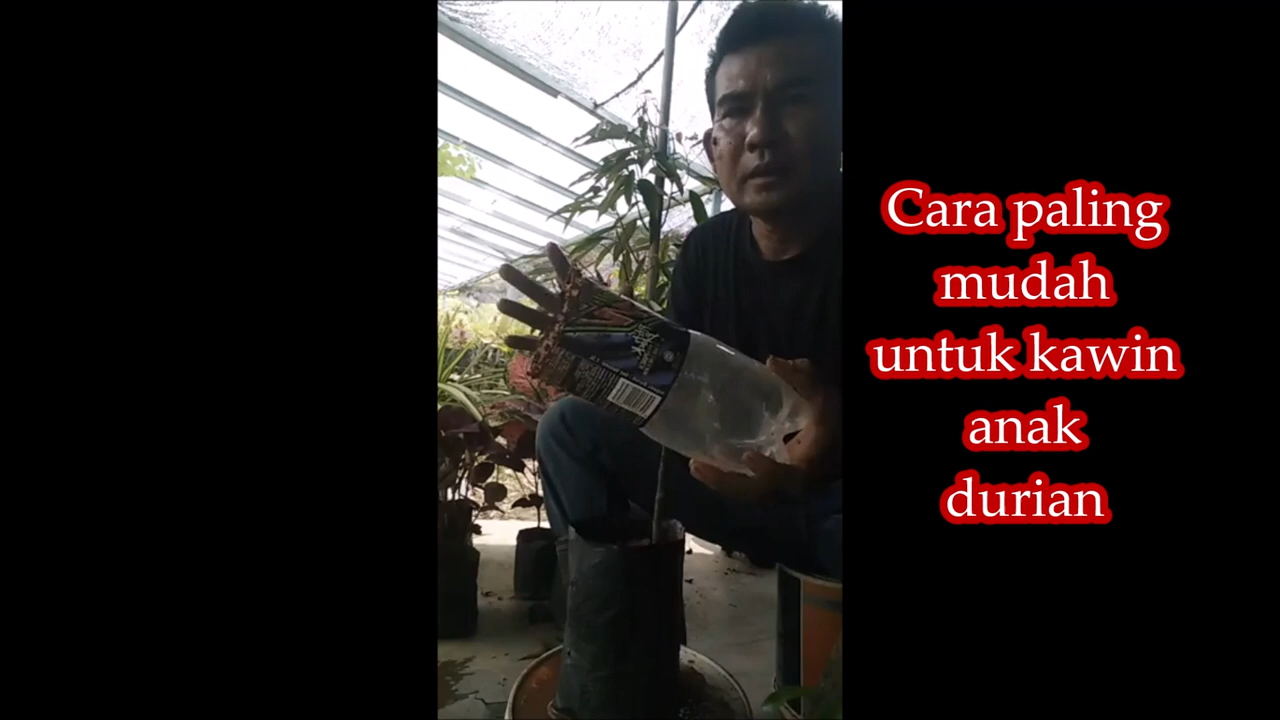 Cara paling
mudah
untuk kawin
anak
durian